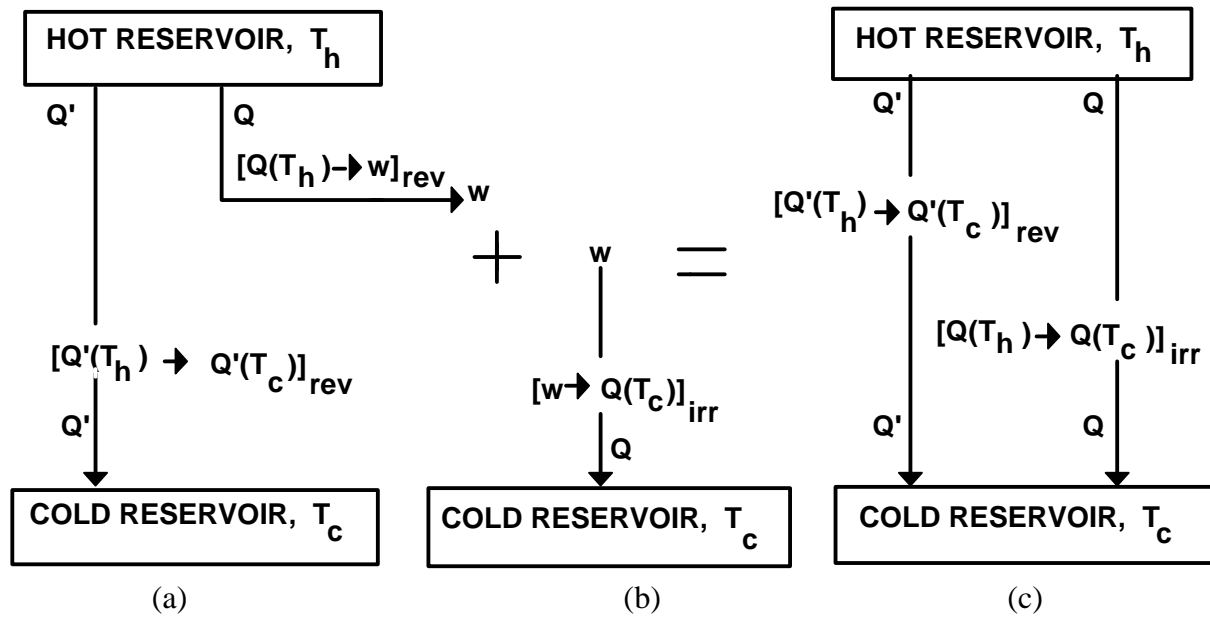 HOT RESERVOIR, T_h
Q'
Q
[Q(T_h)→w]_rev
w
[Q'(T_h) → Q'(T_c)]_rev
Q'
COLD RESERVOIR, T_c
(a)
+
w
[w→ Q(T_c)]_irr
Q
COLD RESERVOIR, T_c
(b)
=
HOT RESERVOIR, T_h
Q'
Q
[Q'(T_h)→ Q'(T_c)]_rev
[Q(T_h)→ Q(T_c)]_irr
Q'
Q
COLD RESERVOIR, T_c
(c)